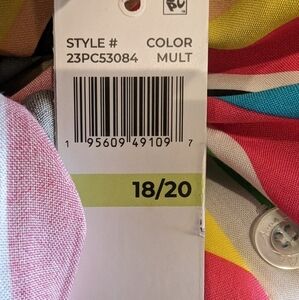 STYLE # COLOR
23PC53084 MULT
1 95609 49109 7
18/20